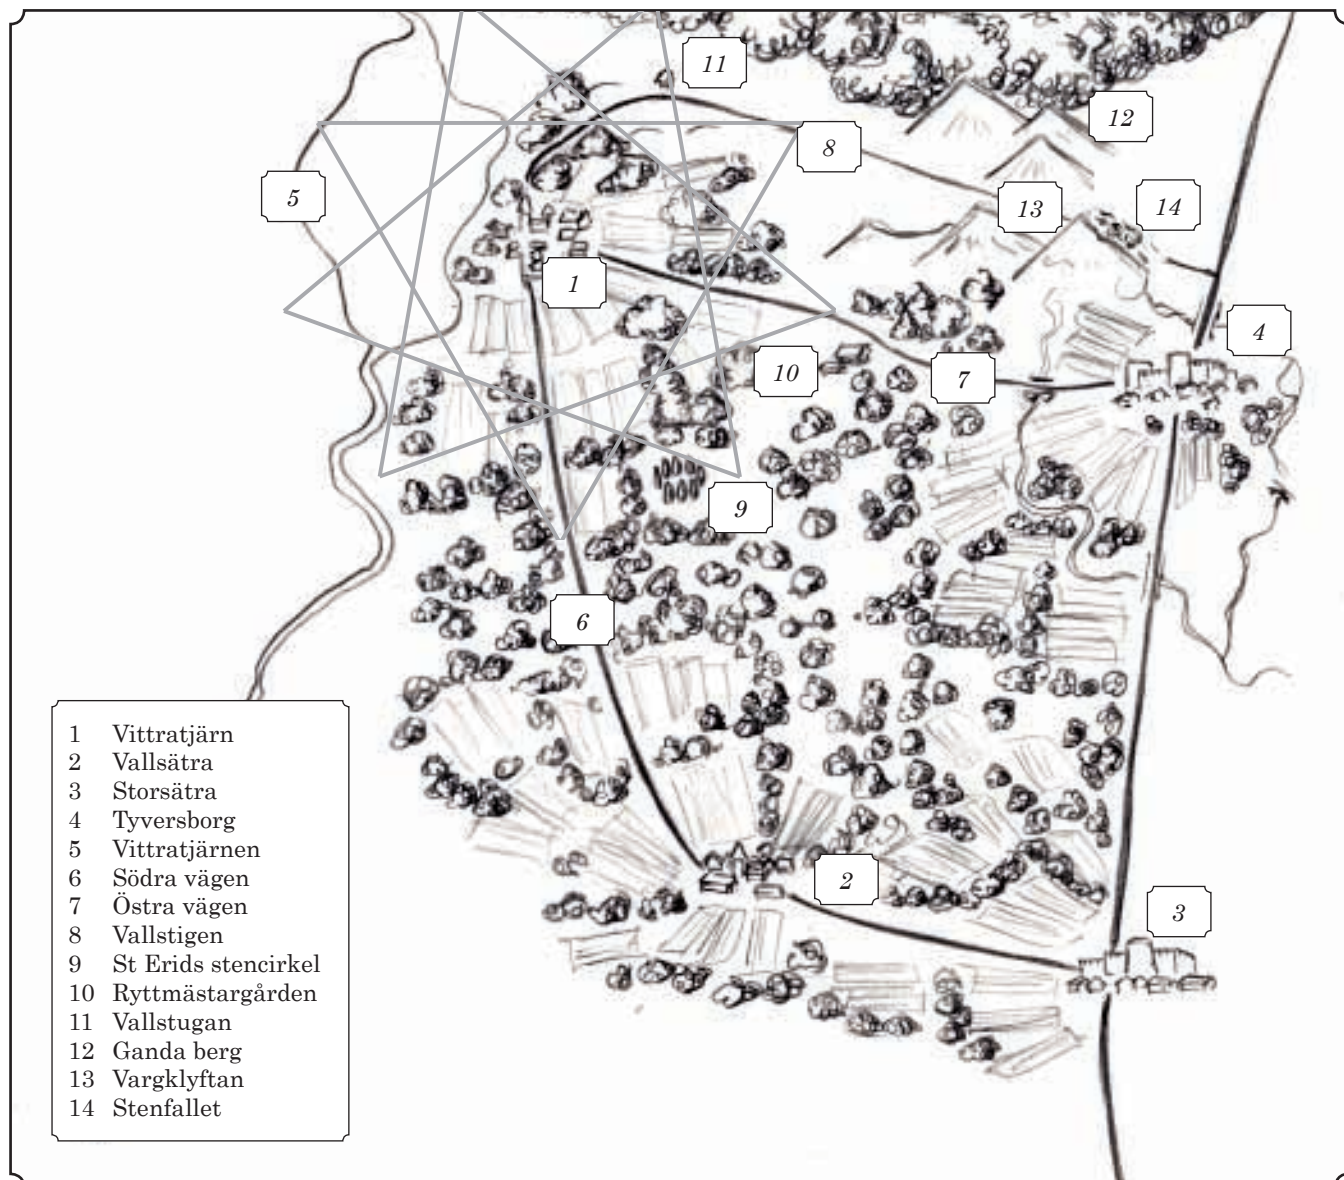 11
12
8
5
13
14
1
4
10
7
9
6
2
3
1 Vittratjärn
2 Vallsätra
3 Storsätra
4 Tyversborg
5 Vittratjärnen
6 Södra vägen
7 Östra vägen
8 Vallstigen
9 St Erids stencirkel
10 Ryttmästargården
11 Vallstugan
12 Ganda berg
13 Vargklyftan
14 Stenfallet